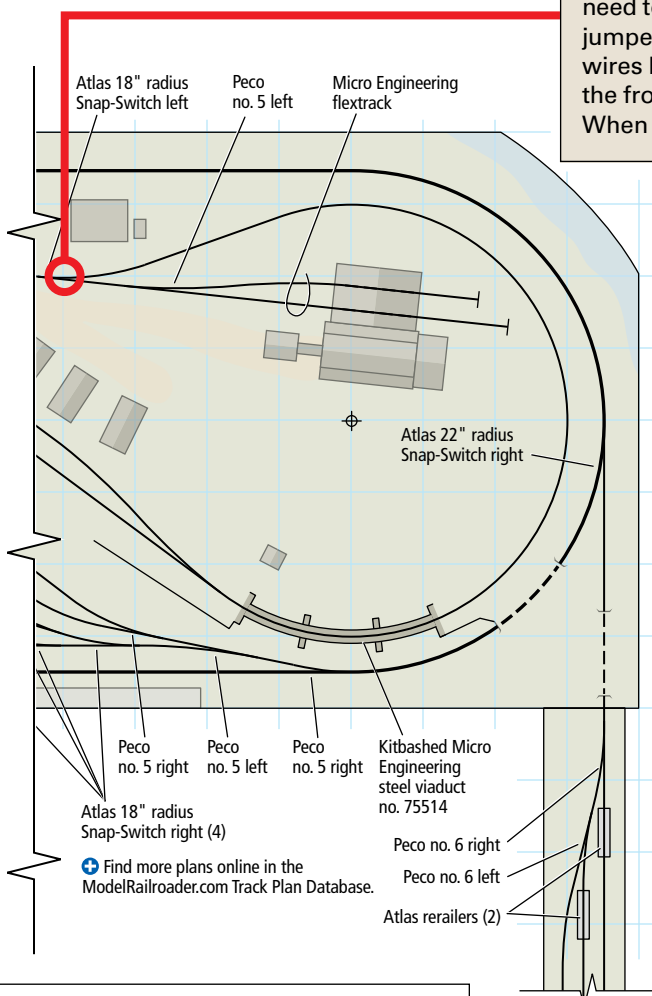 need t
jumpe
wires
the fro
When
Atlas 18" radius
Snap-Switch left
Peco
no. 5 left
Micro Engineering
flextrack
Atlas 22" radius
Snap-Switch right
Peco
no. 5 right
Peco
no. 5 left
Peco
no. 5 right
Kitbashed Micro
Engineering
steel viaduct
no. 75514
Atlas 18" radius
Snap-Switch right (4)
Find more plans online in the
ModelRailroader.com Track Plan Database.
Peco no. 6 right
Peco no. 6 left
Atlas rerailers (2)